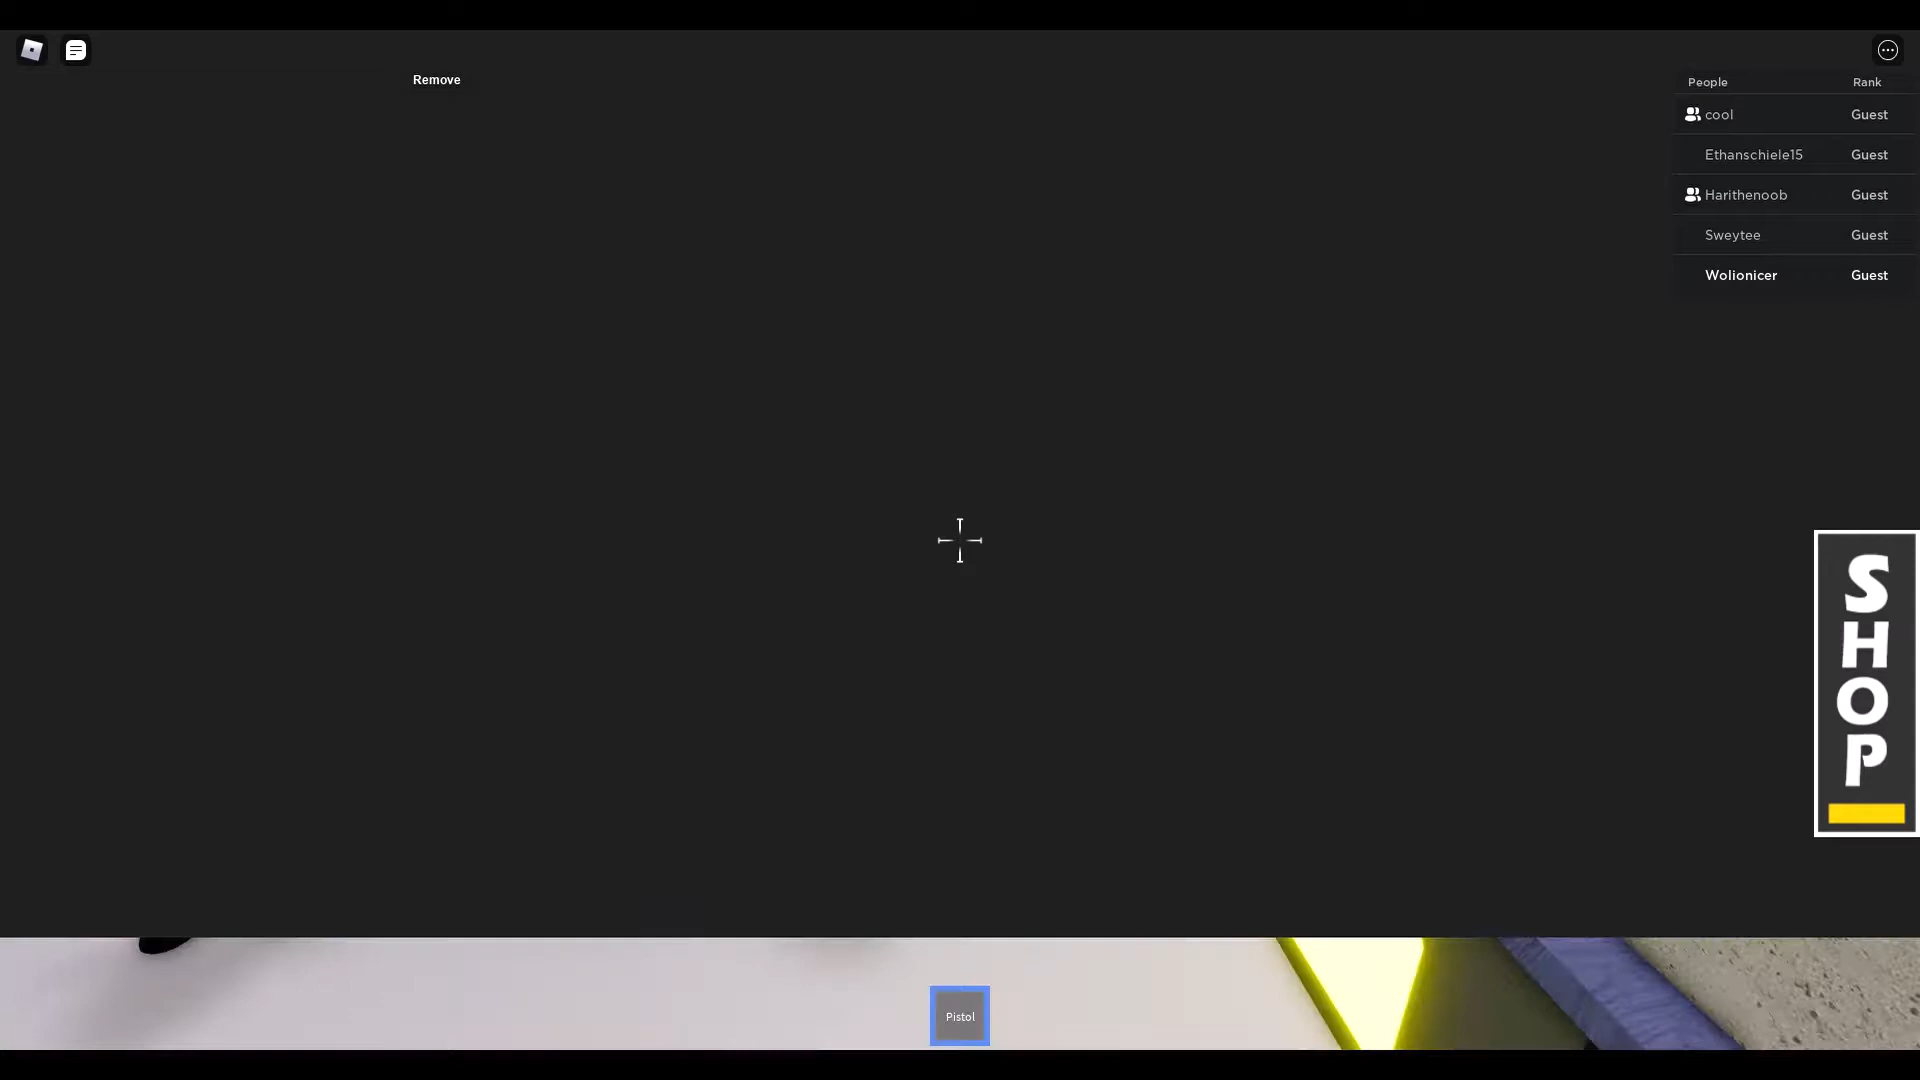 Remove
People Rank
cool Guest
Ethanschiele15 Guest
Harithenoob Guest
Sweytee Guest
Wolionicer Guest
SHOP
Pistol